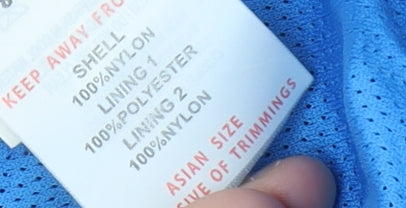 KEEP AWAY FRO
SHELL
100%NYLON
LINING 1
100%POLYESTER
LINING 2
100%NYLON
ASIAN SIZE
SIVE OF TRIMMINGS